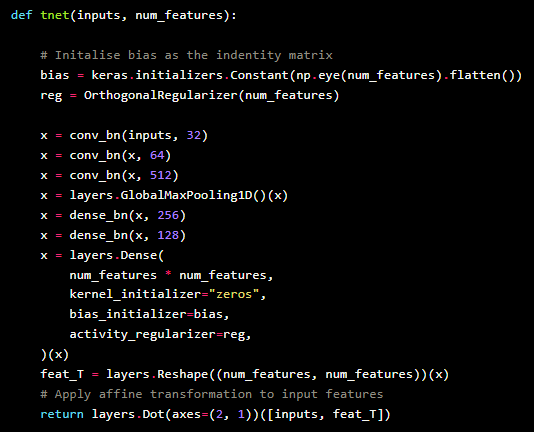 def tnet(inputs, num_features):

    # Initalise bias as the indentity matrix
    bias = keras.initializers.Constant(np.eye(num_features).flatten())
    reg = OrthogonalRegularizer(num_features)

    x = conv_bn(inputs, 32)
    x = conv_bn(x, 64)
    x = conv_bn(x, 512)
    x = layers.GlobalMaxPooling1D()(x)
    x = dense_bn(x, 256)
    x = dense_bn(x, 128)
    x = layers.Dense(
        num_features * num_features,
        kernel_initializer="zeros",
        bias_initializer=bias,
        activity_regularizer=reg,
    )(x)
    feat_T = layers.Reshape((num_features, num_features))(x)
    # Apply affine transformation to input features
    return layers.Dot(axes=(2, 1))([inputs, feat_T])